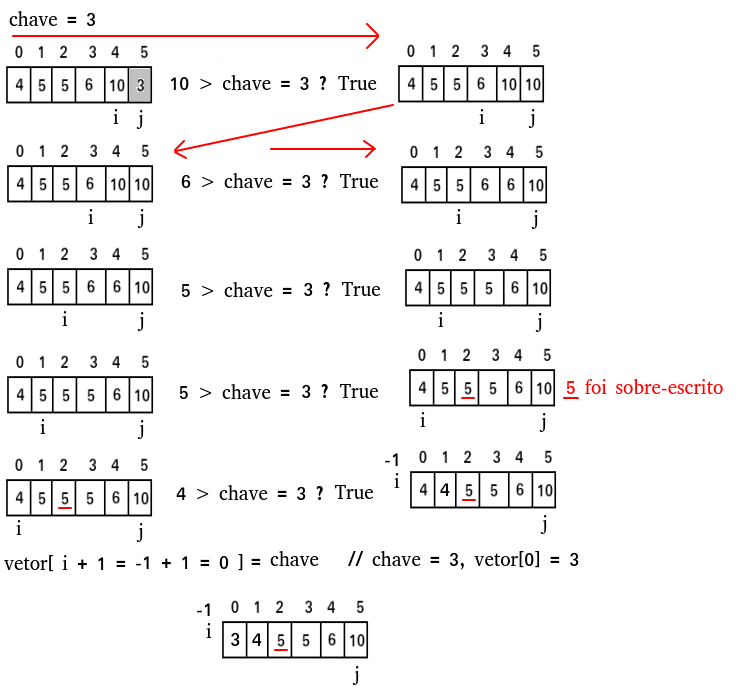 chave = 3
0 1 2 3 4 5 0 1 2 3 4 5
4 5 5 6 10 3 10 > chave = 3 ? True 4 5 5 6 10 10
i j i j
0 1 2 3 4 5 0 1 2 3 4 5
4 5 5 6 10 10 6 > chave = 3 ? True 4 5 5 6 6 10
i j i j
0 1 2 3 4 5 0 1 2 3 4 5
4 5 5 6 6 10 5 > chave = 3 ? True 4 5 5 5 6 10
i j i j
0 1 2 3 4 5 0 1 2 3 4 5
4 5 5 5 6 10 5 > chave = 3 ? True 4 5 5 5 6 10 5 foi sobre-escrito
i j i j
0 1 2 3 4 5 -1 0 1 2 3 4 5
4 5 5 5 6 10 4 > chave = 3 ? True i 4 4 5 5 6 10
i j j
vetor[ i + 1 = -1 + 1 = 0 ] = chave // chave = 3, vetor[0] = 3
-1 0 1 2 3 4 5
i 3 4 5 5 6 10
j